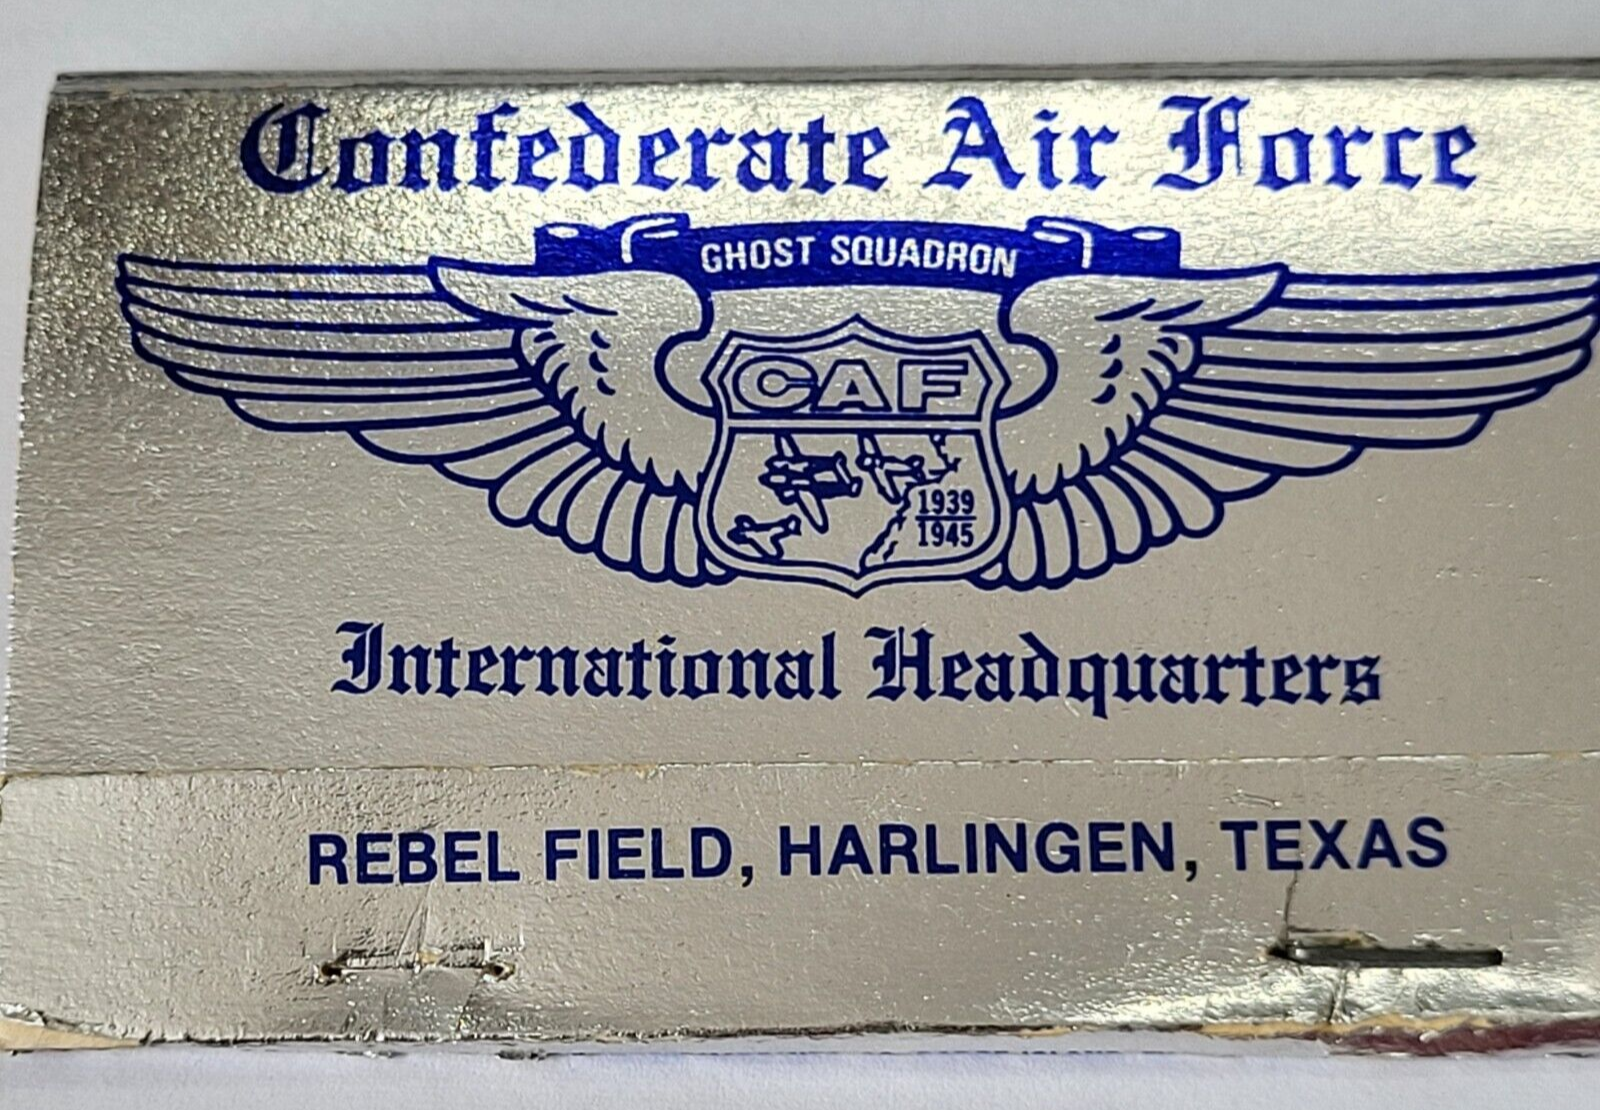 Confederate Air Force
GHOST SQUADRON
CAF
1939
1945
International Headquarters
REBEL FIELD, HARLINGEN, TEXAS